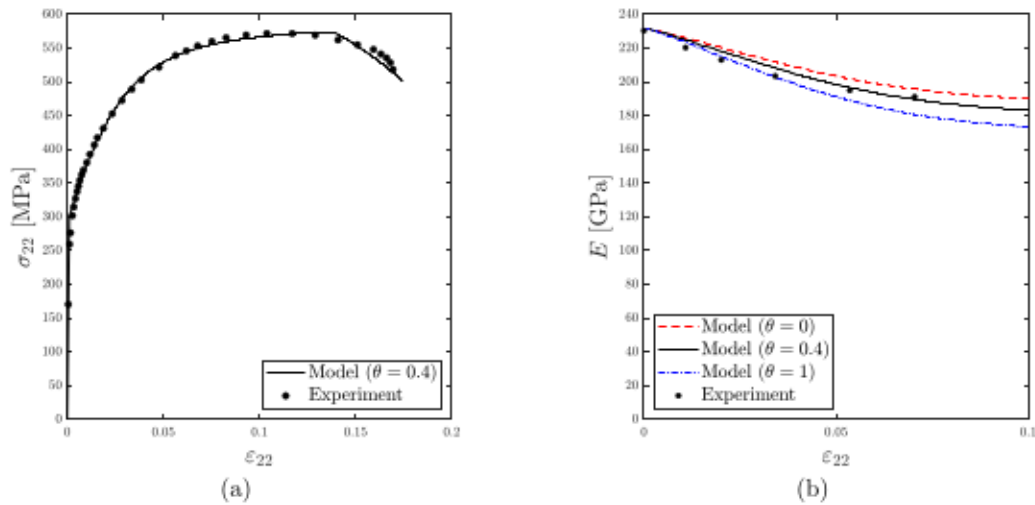 600
550
500
450
400
350
300
250
200
150
100
50
0
σ22 [MPa]
Model (θ = 0.4)
Experiment
0 0.05 0.1 0.15 0.2
ε22
(a)
240
220
200
180
160
140
120
100
80
60
40
20
0
E [GPa]
Model (θ = 0)
Model (θ = 0.4)
Model (θ = 1)
Experiment
0 0.05 0.1
ε22
(b)